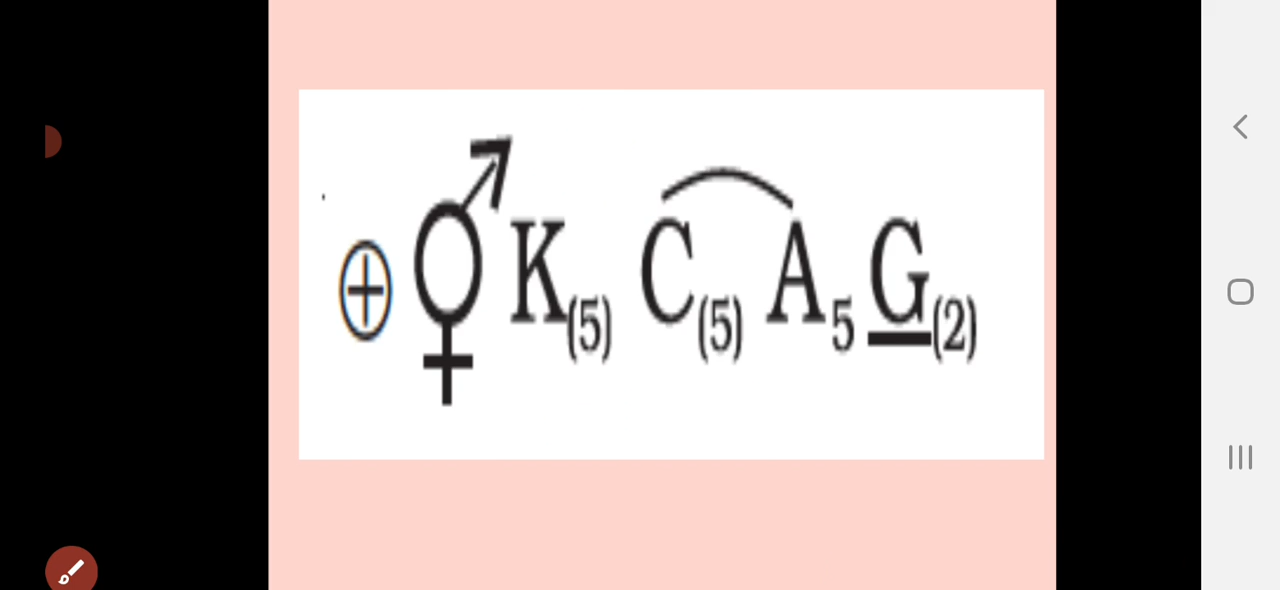 ⊕ ⚥ K(5) C(5) A5 G(2)